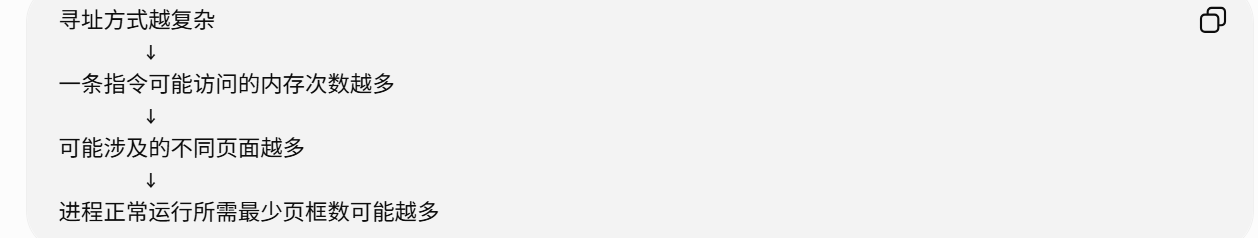 寻址方式越复杂
↓
一条指令可能访问的内存次数越多
↓
可能涉及的不同页面越多
↓
进程正常运行所需最少页框数可能越多